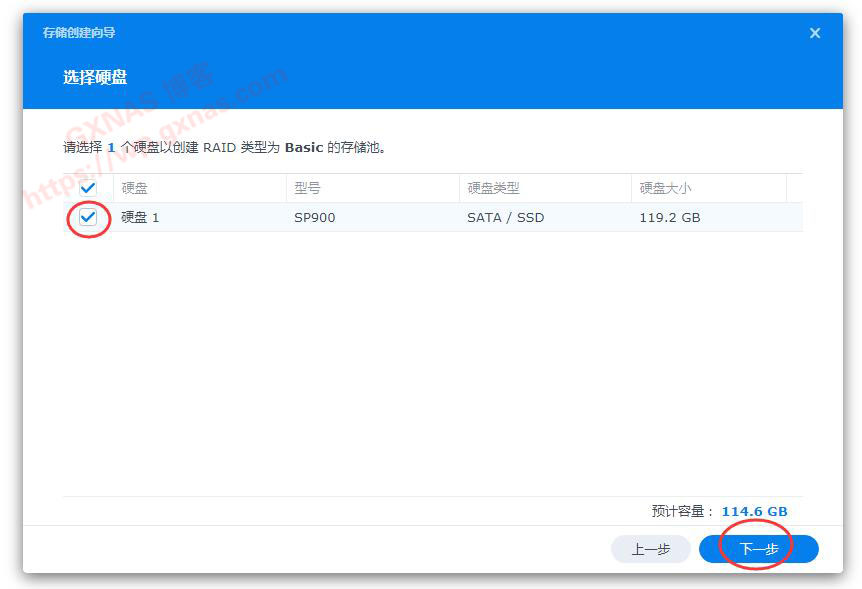 存储创建向导
选择硬盘
GXNAS 博客
https://wp.gxnas.com
请选择 1 个硬盘以创建 RAID 类型为 Basic 的存储池。
硬盘 型号 硬盘类型 硬盘大小
硬盘 1 SP900 SATA / SSD 119.2 GB
预计容量： 114.6 GB
上一步 下一步